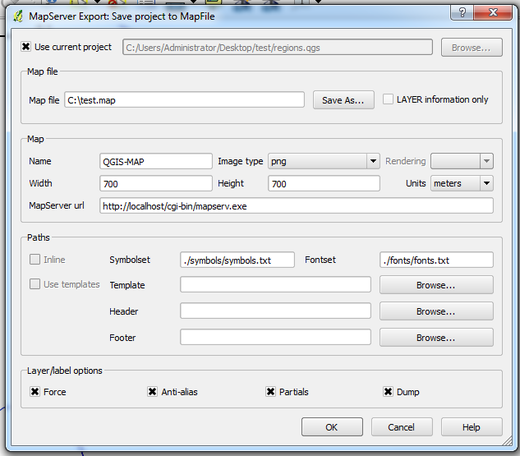 MapServer Export: Save project to MapFile
Use current project C:/Users/Administrator/Desktop/test/regions.qgs Browse...
Map file
Map file C:\test.map Save As... LAYER information only
Map
Name QGIS-MAP Image type png Rendering
Width 700 Height 700 Units meters
MapServer url http://localhost/cgi-bin/mapserv.exe
Paths
Inline Symbolset ./symbols/symbols.txt Fontset ./fonts/fonts.txt
Use templates Template Browse...
Header Browse...
Footer Browse...
Layer/label options
Force Anti-alias Partials Dump
OK Cancel Help